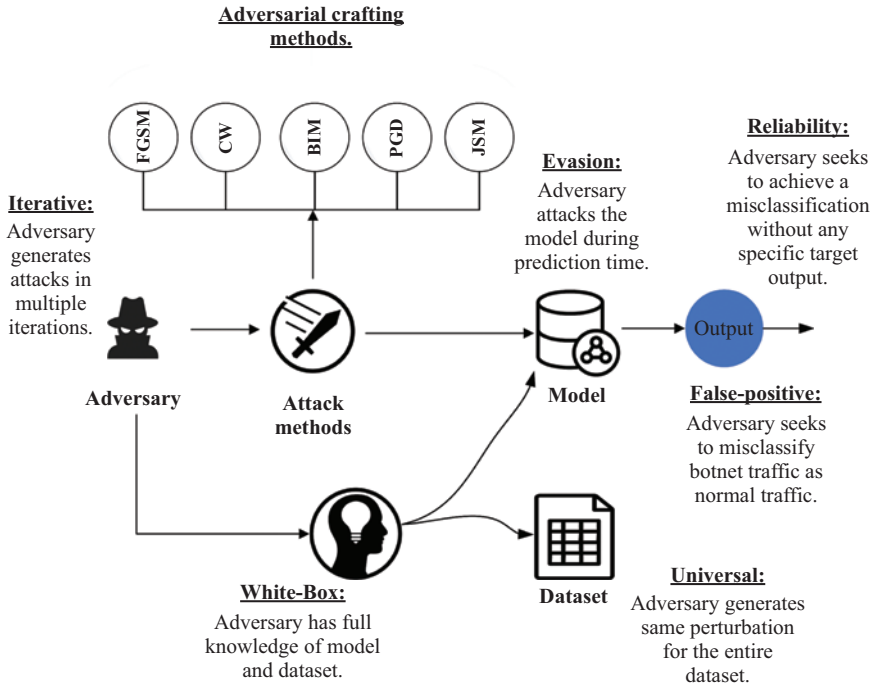 Adversarial crafting
methods.
FGSM
CW
BIM
PGD
JSM
Iterative:
Adversary
generates
attacks in
multiple
iterations.
Adversary
Attack
methods
Evasion:
Adversary
attacks the
model during
prediction time.
Model
Reliability:
Adversary seeks
to achieve a
misclassification
without any
specific target
output.
Output
False-positive:
Adversary seeks
to misclassify
botnet traffic as
normal traffic.
White-Box:
Adversary has full
knowledge of model
and dataset.
Dataset
Universal:
Adversary generates
same perturbation
for the entire
dataset.